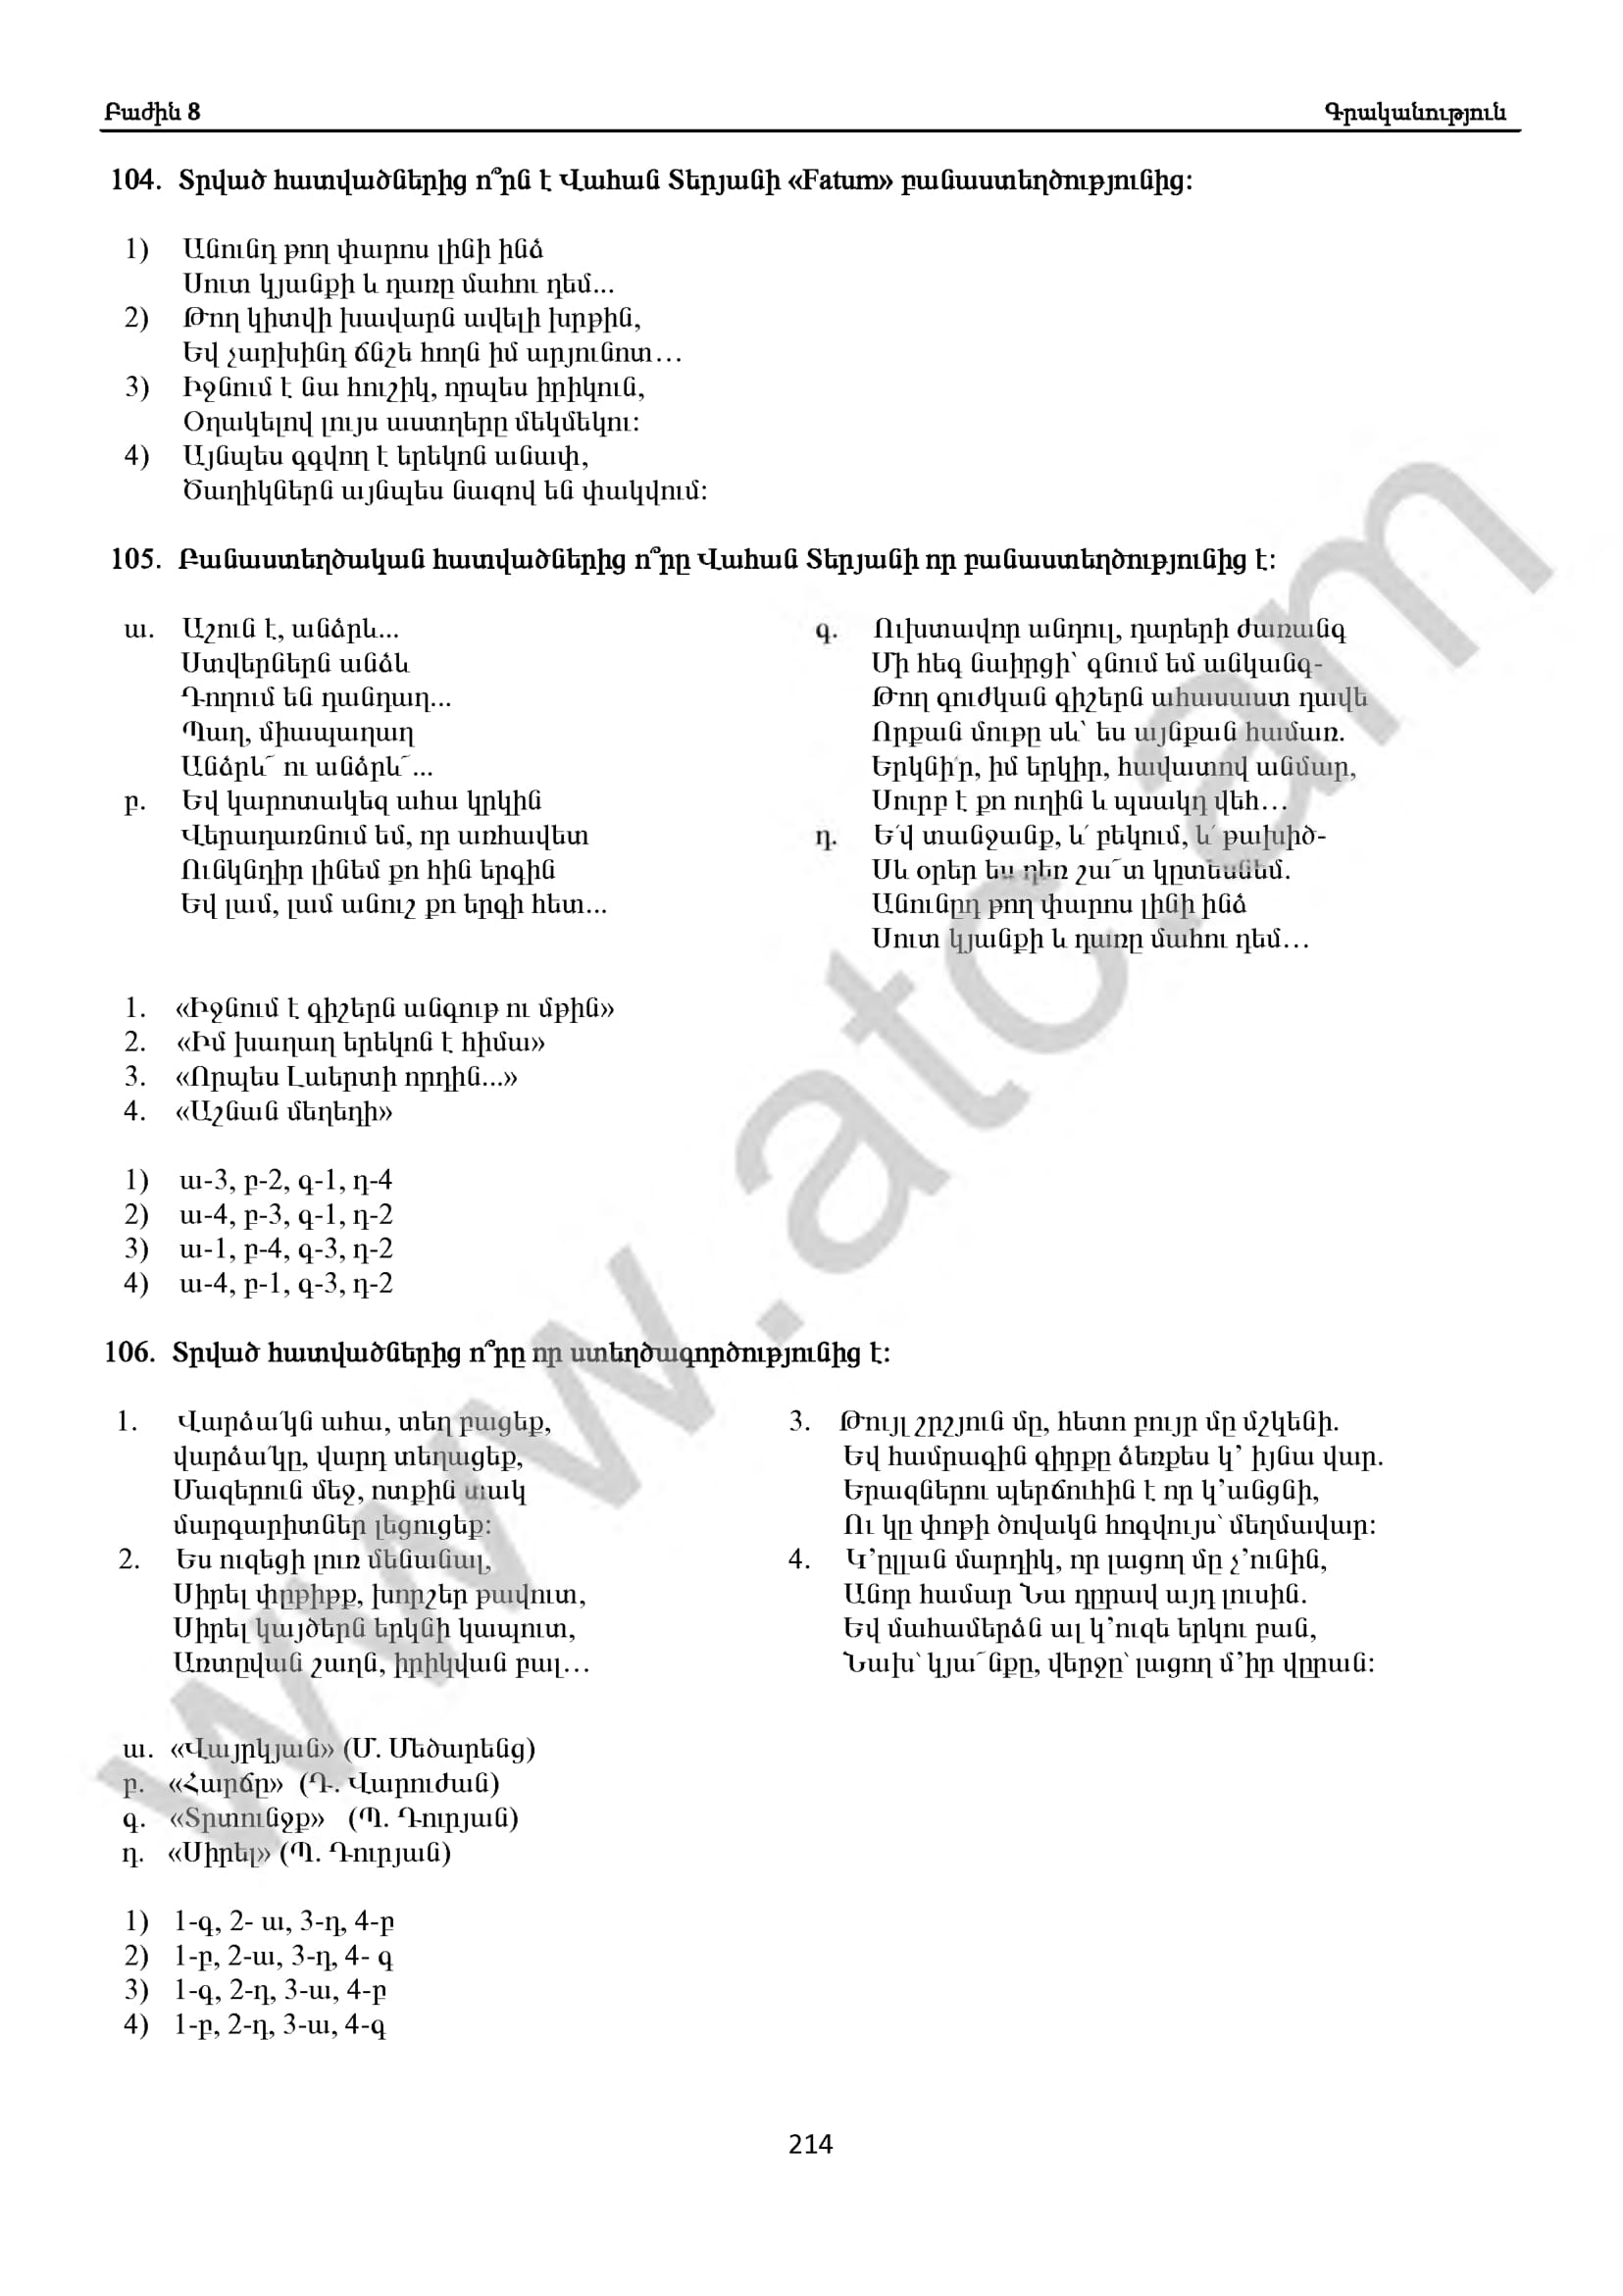 Բաժին 8
Գրականություն
104. Տրված հատվածներից ո՞րն է Վահան Տերյանի «Fatum» բանաստեղծությունից:
1) Անունդ թող փարոս լինի ինձ
Սուտ կյանքի և դառը մահու դեմ...
2) Թող կիտվի խավարն ավելի խրթին,
Եվ չարխինդ ճնշե հողն իմ արյունոտ…
3) Իջնում է նա հուշիկ, որպես իրիկուն,
Օղակելով լույս աստղերը մեկմեկու:
4) Այնպես գգվող է երեկոն անափ,
Ծաղիկներն այնպես նազով են փակվում:
105. Բանաստեղծական հատվածներից ո՞րը Վահան Տերյանի որ բանաստեղծությունից է:
ա. Աշուն է, անձրև...
Ստվերներն անձև
Դողում են դանդաղ...
Պաղ, միապաղաղ
Անձրև՜ ու անձրև՜...
բ. Եվ կարոտակեզ ահա կրկին
Վերադառնում եմ, որ առհավետ
Ունկնդիր լինեմ քո հին երգին
Եվ լամ, լամ անուշ քո երգի հետ...
գ. Ուխտավոր անդուլ, դարերի ժառանգ
Մի հեգ նաիրցի՝ գնում եմ անկանգ-
Թող գուժկան գիշերն ահասաստ դավե
Որքան մութը սև՝ ես այնքան համառ.
Երկնի՛ր, իմ երկիր, հավատով անմար,
Սուրբ է քո ուղին և պսակդ վեհ…
դ. Ե՛վ տանջանք, և՛ բեկում, և՛ թախիծ-
Սև օրեր ես դեռ շա՜տ կըտեսնեմ.
Անունըդ թող փարոս լինի ինձ
Սուտ կյանքի և դառը մահու դեմ…
1. «Իջնում է գիշերն անգութ ու մթին»
2. «Իմ խաղաղ երեկոն է հիմա»
3. «Որպես Լաերտի որդին...»
4. «Աշնան մեղեդի»
1) ա-3, բ-2, գ-1, դ-4
2) ա-4, բ-3, գ-1, դ-2
3) ա-1, բ-4, գ-3, դ-2
4) ա-4, բ-1, գ-3, դ-2
106. Տրված հատվածներից ո՞րը որ ստեղծագործությունից է:
1. Վարձա՛կն ահա, տեղ բացեք,
վարձա՛կը, վարդ տեղացեք,
Մազերուն մեջ, ոտքին տակ
մարգարիտներ լեցուցեք:
2. Ես ուզեցի լուռ մենանալ,
Սիրել փըթիթք, խորշեր թավուտ,
Սիրել կայծերն երկնի կապուտ,
Առտըվան շաղն, իրիկվան բալ…
3. Թույլ շրշյուն մը, հետո բույր մը մշկենի.
Եվ համրագին գիրքը ձեռքես կ՚ իյնա վար.
Երազներու պերճուհին է որ կ՚անցնի,
Ու կը փոթի ծովակն հոգվույս՝ մեղմավար:
4. Կ՚ըլլան մարդիկ, որ լացող մը չ՚ունին,
Անոր համար Նա դըրավ այդ լուսին.
Եվ մահամերձն ալ կ՚ուզե երկու բան,
Նախ՝ կյա՜նքը, վերջը՝ լացող մ՚իր վըրան:
ա. «Վայրկյան» (Մ. Մեծարենց)
բ. «Հարճը» (Դ. Վարուժան)
գ. «Տրտունջք» (Պ. Դուրյան)
դ. «Սիրել» (Պ. Դուրյան)
1) 1-գ, 2- ա, 3-դ, 4-բ
2) 1-բ, 2-ա, 3-դ, 4- գ
3) 1-գ, 2-դ, 3-ա, 4-բ
4) 1-բ, 2-դ, 3-ա, 4-գ
214
www.atc.am